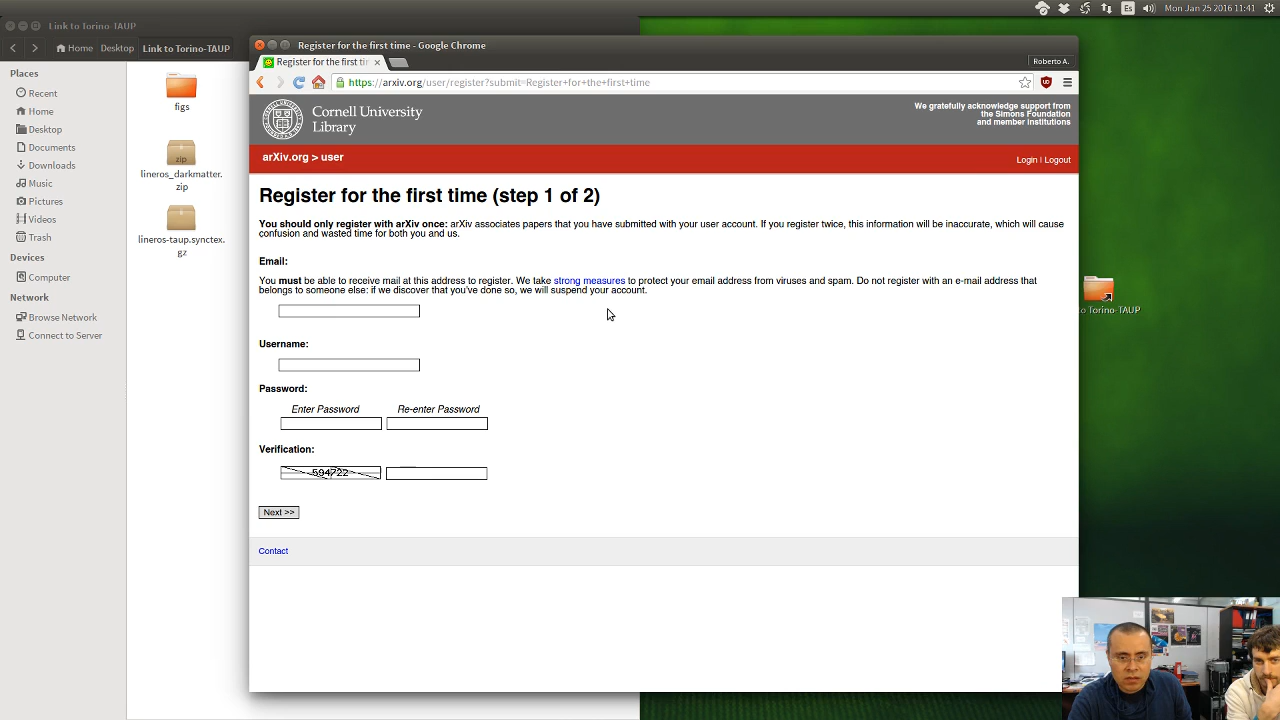 Link to Torino-TAUP
Mon Jan 25 2016 11:41
Es
Home
Desktop
Link to Torino-TAUP
Places
Recent
Home
Desktop
Documents
Downloads
Music
Pictures
Videos
Trash
Devices
Computer
Network
Browse Network
Connect to Server
figs
zip
lineros_darkmatter.
zip
lineros-taup.synctex.
gz
Register for the first time - Google Chrome
Register for the first tir
Roberto A.
https://arxiv.org/user/register?submit=Register+for+the+first+time
Cornell University
Library
We gratefully acknowledge support from
the Simons Foundation
and member institutions
arXiv.org > user
Login | Logout
Register for the first time (step 1 of 2)
You should only register with arXiv once: arXiv associates papers that you have submitted with your user account. If you register twice, this information will be inaccurate, which will cause
confusion and wasted time for both you and us.
Email:
You must be able to receive mail at this address to register. We take strong measures to protect your email address from viruses and spam. Do not register with an e-mail address that
belongs to someone else: if we discover that you've done so, we will suspend your account.
Username:
Password:
Enter Password Re-enter Password
Verification:
594722
Next >>
Contact
to Torino-TAUP